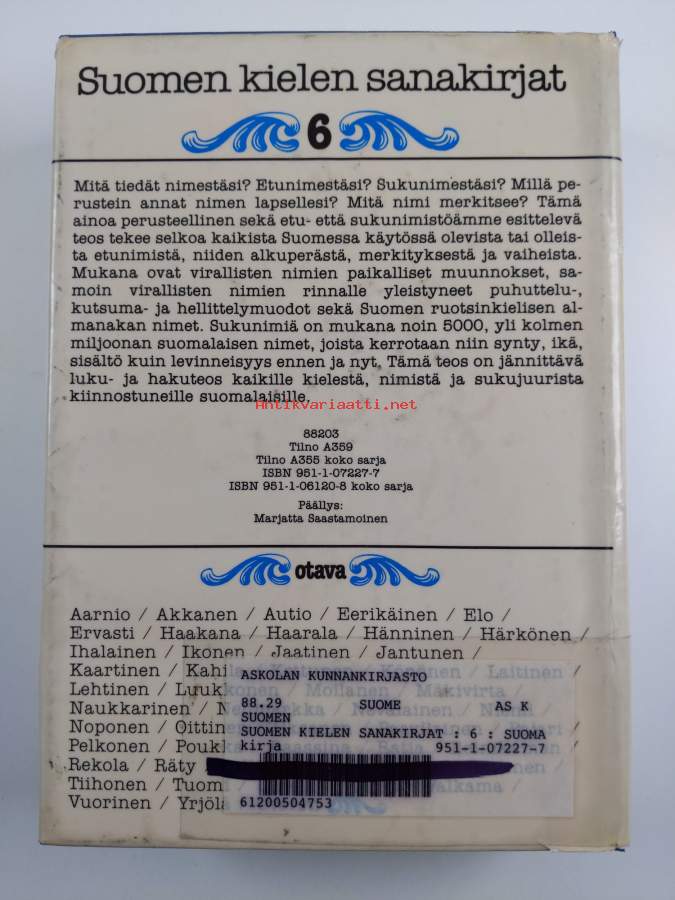 Suomen kielen sanakirjat
6
Mitä tiedät nimestäsi? Etunimestäsi? Sukunimestäsi? Millä pe-
rustein annat nimen lapsellesi? Mitä nimi merkitsee? Tämä
ainoa perusteellinen sekä etu- että sukunimistöämme esittelevä
teos tekee selkoa kaikista Suomessa käytössä olevista tai olleis-
ta etunimistä, niiden alkuperästä, merkityksestä ja vaiheista.
Mukana ovat virallisten nimien paikalliset muunnokset, sa-
moin virallisten nimien rinnalle yleistyneet puhuttelu-,
kutsuma- ja hellittelymuodot sekä Suomen ruotsinkielisen al-
manakan nimet. Sukunimiä on mukana noin 5000, yli kolmen
miljoonan suomalaisen nimet, joista kerrotaan niin synty, ikä,
sisältö kuin levinneisyys ennen ja nyt. Tämä teos on jännittävä
luku- ja hakuteos kaikille kielestä, nimistä ja sukujuurista
kiinnostuneille suomalaisille.
Antikvariaatti.net
88203
Tilno A359
Tilno A355 koko sarja
ISBN 951-1-07227-7
ISBN 951-1-06120-8 koko sarja
Päällys:
Marjatta Saastamoinen
otava
Aarnio / Akkanen / Autio / Eerikäinen / Elo /
Ervasti / Haakana / Haarala / Hänninen / Härkönen /
Ihalainen / Ikonen / Jaatinen / Jantunen /
Kaartinen / Laitinen /
Lehtinen / Mäkivirta /
Naukkarinen /
Noponen /
Pelkonen /
Rekola / Räty /
Tiihonen /
Vuorinen /
ASKOLAN KUNNANKIRJASTO
88.29 SUOME AS K
SUOMEN
SUOMEN KIELEN SANAKIRJAT : 6 : SUOMA
kirja 951-1-07227-7
61200504753